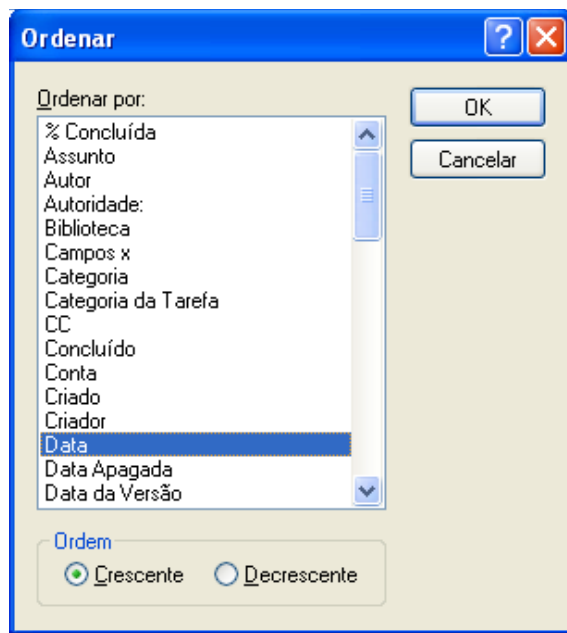 Ordenar
Ordenar por:
OK
% Concluída
Assunto
Cancelar
Autor
Autoridade:
Biblioteca
Campos x
Categoria
Categoria da Tarefa
CC
Concluído
Conta
Criado
Criador
Data
Data Apagada
Data da Versão
Ordem
Crescente Decrescente